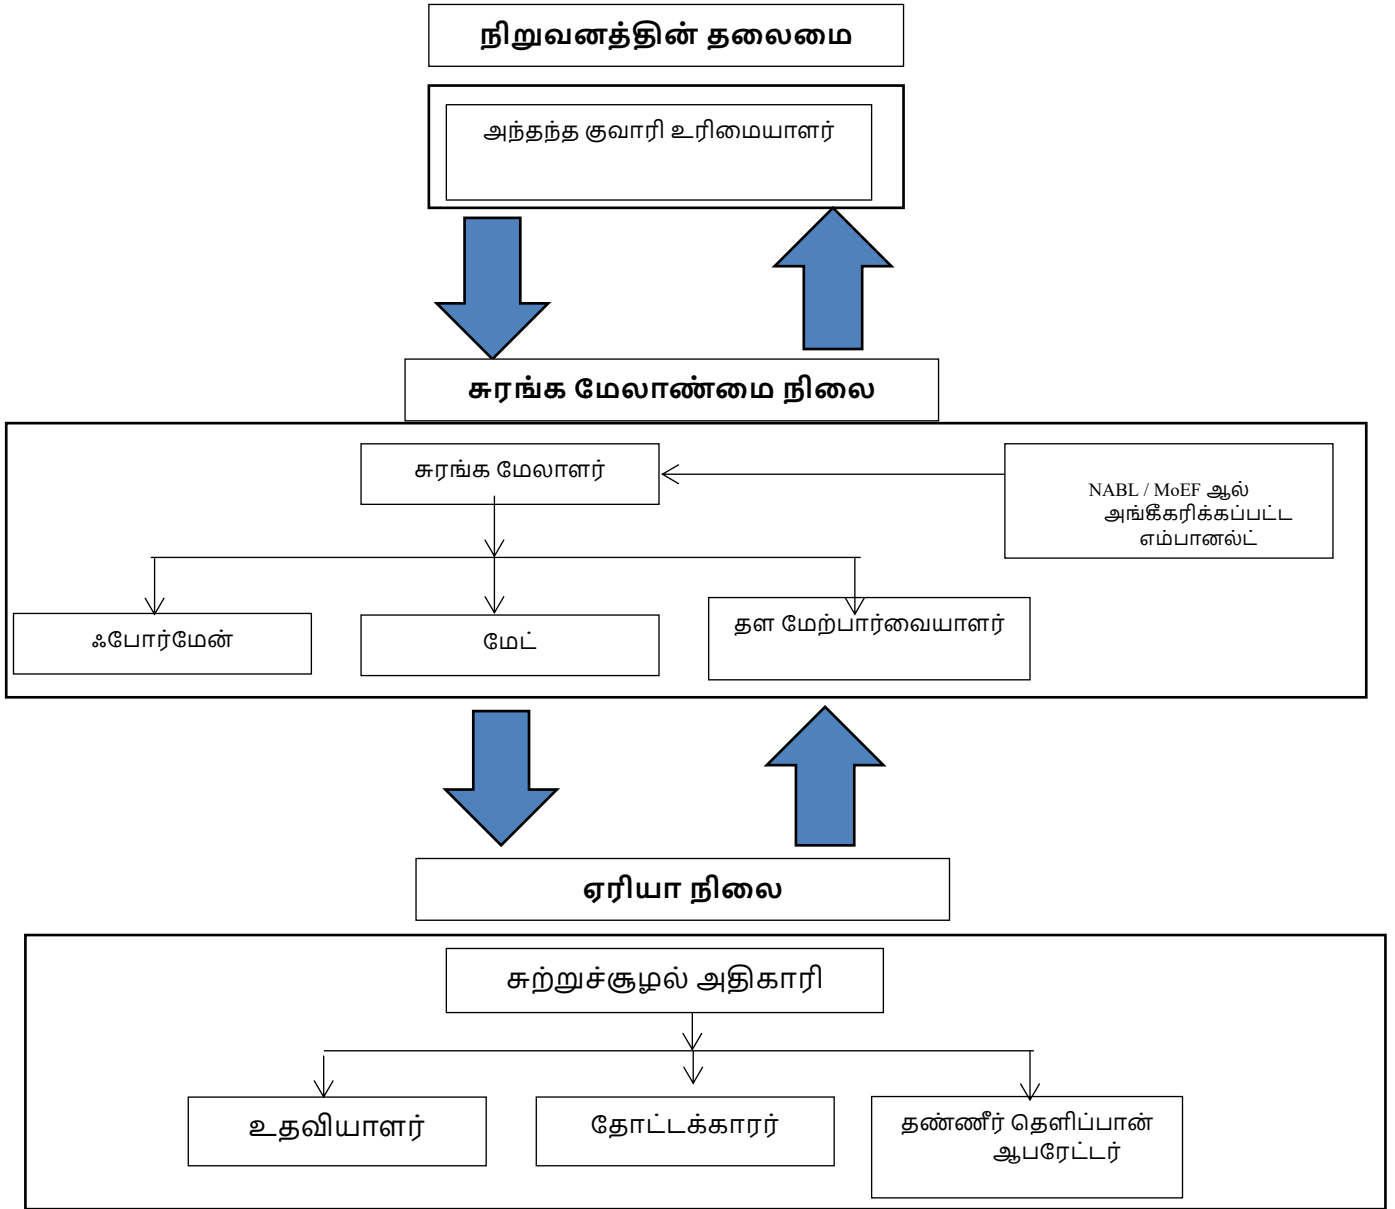 நிறுவனத்தின் தலைமை
அந்தந்த குவாரி உரிமையாளர்
சுரங்க மேலாண்மை நிலை
சுரங்க மேலாளர்
NABL / MoEF ஆல்
அங்கீகரிக்கப்பட்ட
எம்பானல்ட்
ஃபோர்மேன்
மேட்
தள மேற்பார்வையாளர்
ஏரியா நிலை
சுற்றுச்சூழல் அதிகாரி
உதவியாளர்
தோட்டக்காரர்
தண்ணீர் தெளிப்பான்
ஆபரேட்டர்